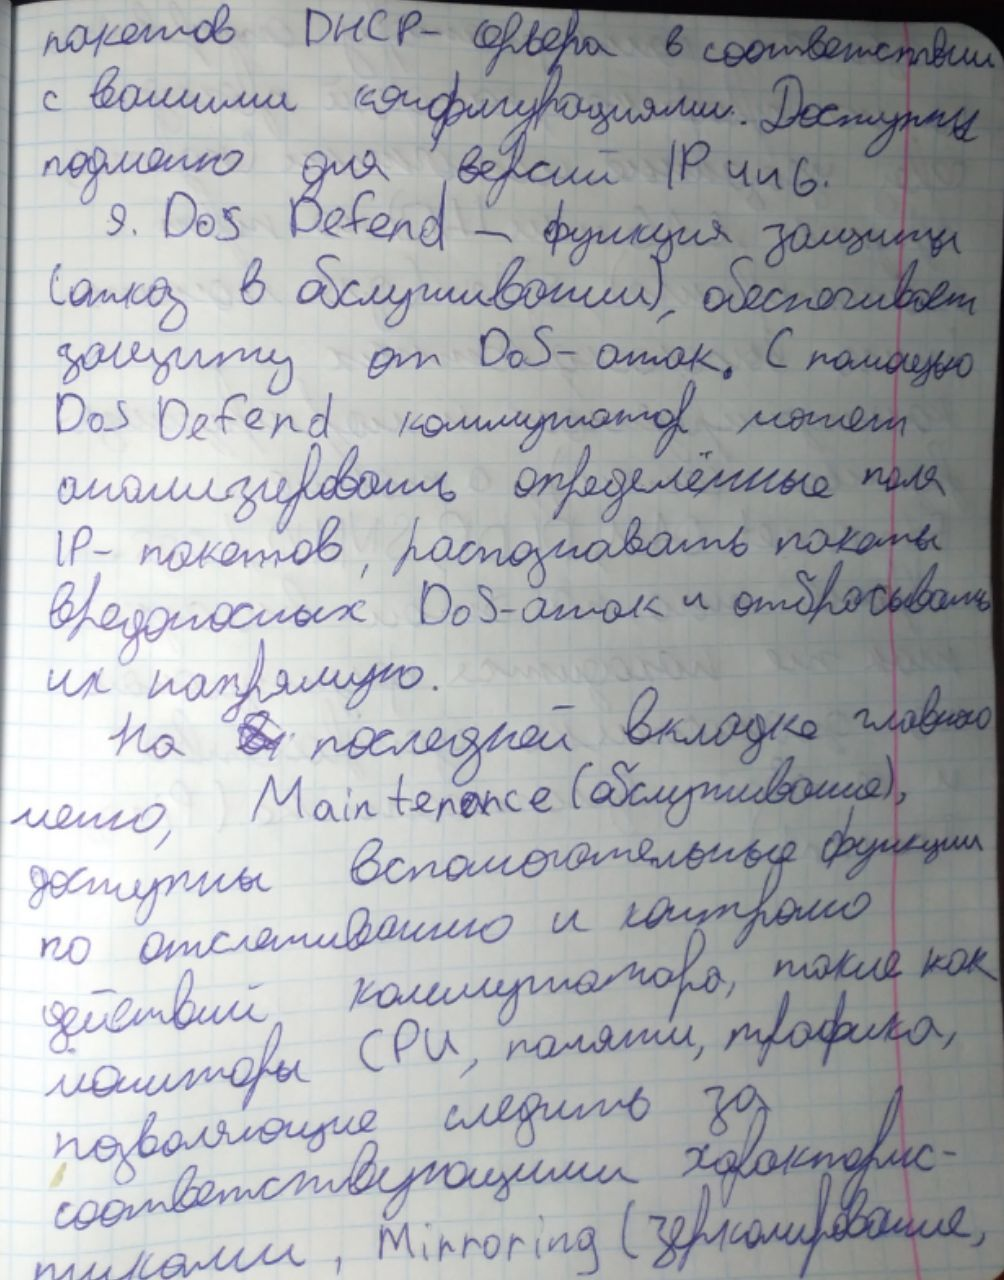 пакетов DHCP-сервера в соответствии
с вашими конфигурациями. Доступны
подменю для версий IP 4 и 6.
я. DoS Defend – функция защиты
(отказ в обслуживании), обеспечивает
защиту от DoS-атак. С помощью
DoS Defend коммутатор может
анализировать определённые поля
IP-пакетов, распознавать пакеты
вредоносных DoS-атак и отбрасывать
их напрямую.
На последней вкладке главного
меню, Maintenance (обслуживание),
доступны вспомогательные функции
по отслеживанию и контролю
действий коммутатора, такие как
мониторы CPU, памяти, трафика,
позволяющие следить за
соответствующими характерис-
тиками, Mirroring (зеркалирование,